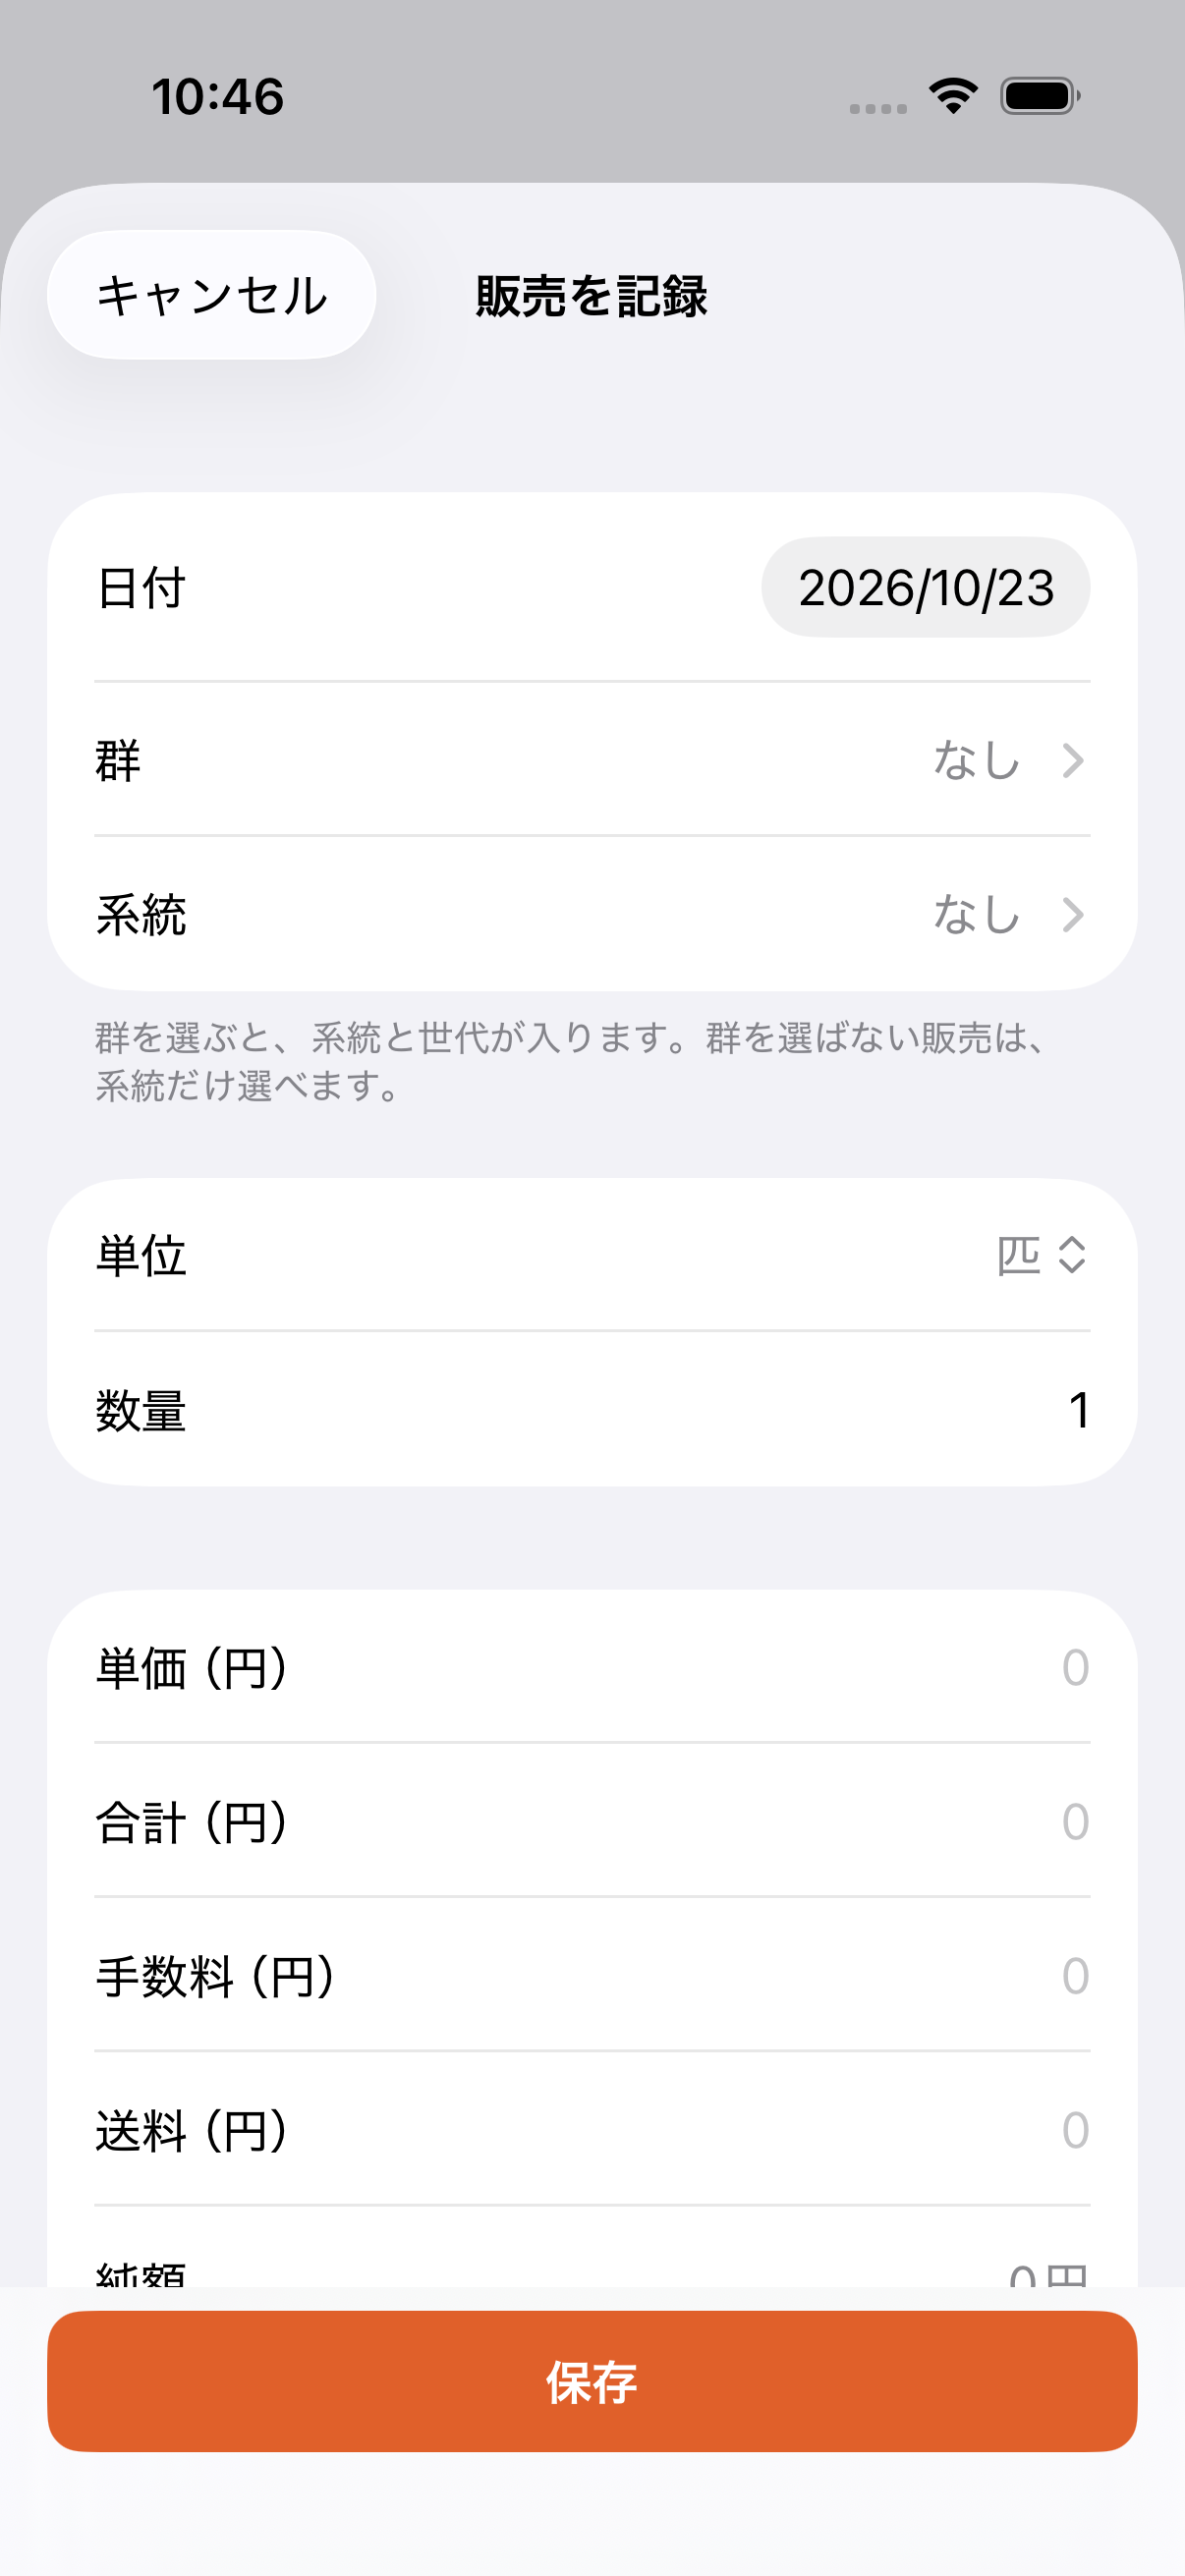 10:46
キャンセル
販売を記録
日付 2026/10/23
群 なし
系統 なし
群を選ぶと、系統と世代が入ります。群を選ばない販売は、
系統だけ選べます。
単位 匹
数量 1
単価 (円) 0
合計 (円) 0
手数料 (円) 0
送料 (円) 0
純額 0円
保存